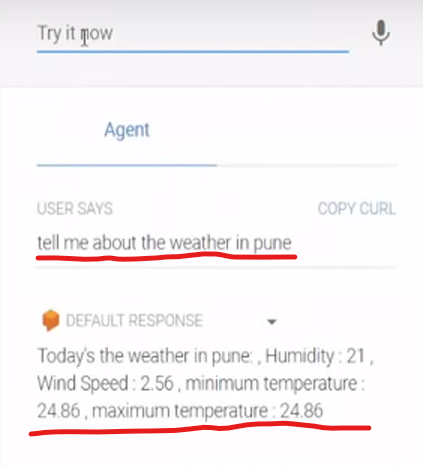 Try it now
Agent
USER SAYS
COPY CURL
tell me about the weather in pune
DEFAULT RESPONSE
Today's the weather in pune: , Humidity : 21 ,
Wind Speed : 2.56 , minimum temperature :
24.86 , maximum temperature : 24.86